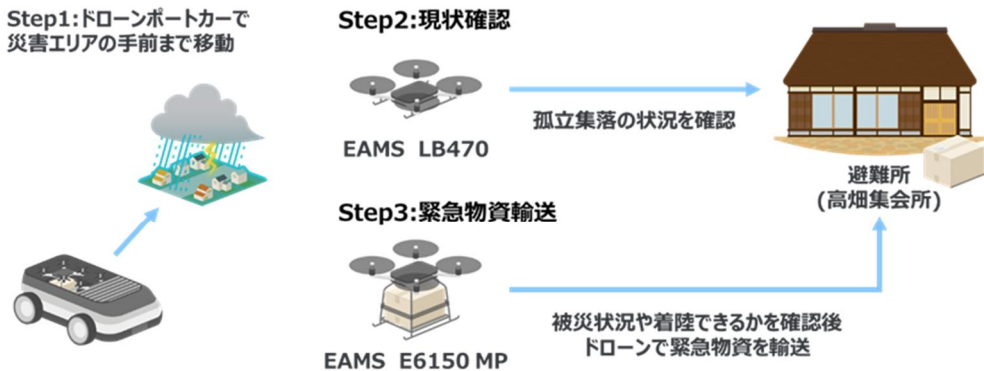 Step1:ドローンポートカーで
災害エリアの手前まで移動
Step2:現状確認
EAMS LB470
孤立集落の状況を確認
避難所
(高畑集会所)
Step3:緊急物資輸送
EAMS E6150 MP
被災状況や着陸できるかを確認後
ドローンで緊急物資を輸送